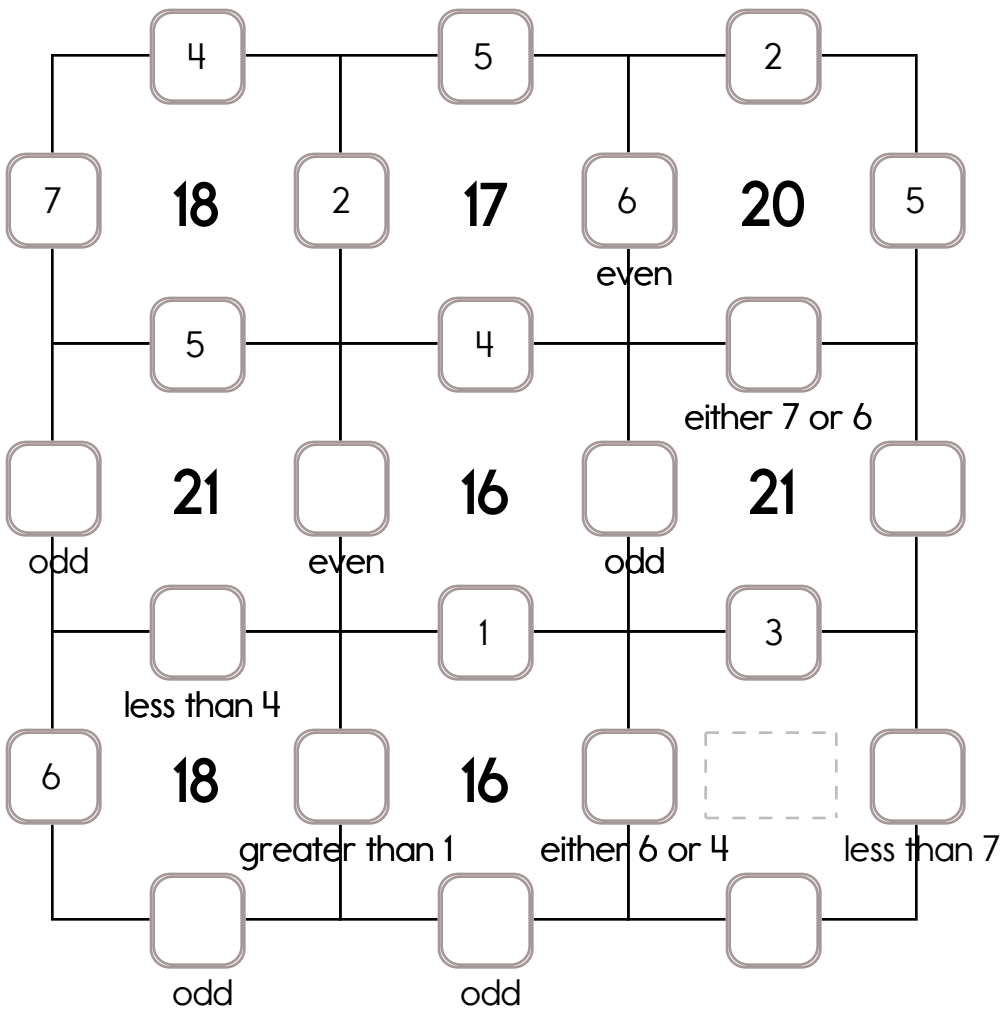 4 5 2
7 18 2 17 6 20 5
even
5 4
either 7 or 6
21 16 21
odd even odd
1 3
less than 4
6 18 16
greater than 1 either 6 or 4 less than 7
odd odd